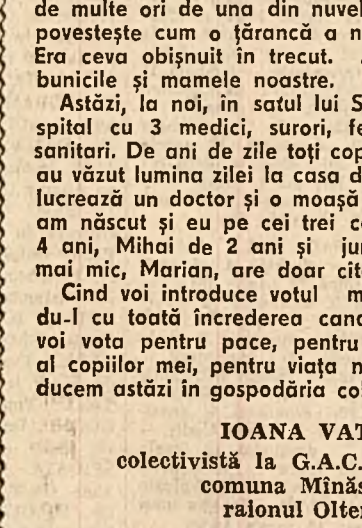 de multe ori de una din nuvel
povestește cum o țărancă a n
Era ceva obișnuit în trecut.
bunicile și mamele noastre.
Astăzi, la noi, în satul lui S
spital cu 3 medici, surori, fe
sanitari. De ani de zile toți cop
au văzut lumina zilei la casa d
lucrează un doctor și o moașă
am născut și eu pe cei trei c
4 ani, Mihai de 2 ani și ju
mai mic, Marian, are doar cît
Cînd voi introduce votul m
du-l cu toată încrederea cand
voi vota pentru pace, pentru
al copiilor mei, pentru viața n
ducem astăzi în gospodăria co
IOANA VAT
colectivistă la G.A.C.
comuna Mînăs
raionul Olte